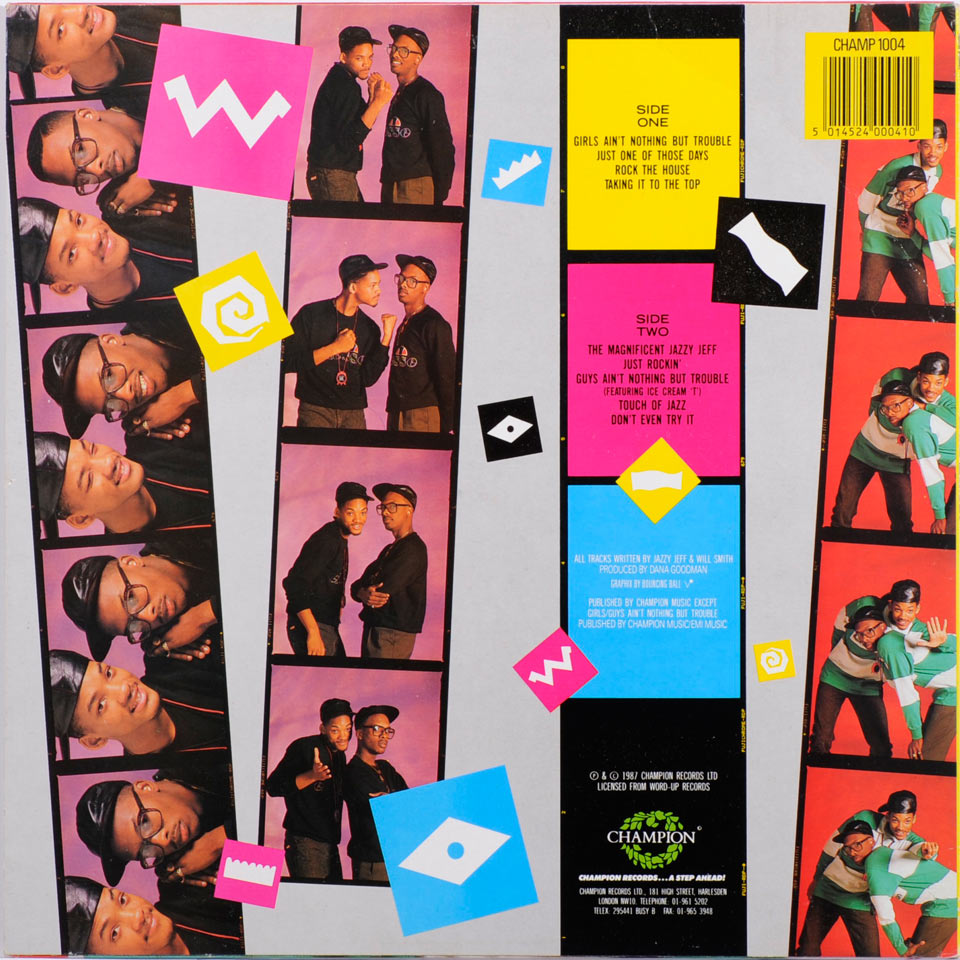 CHAMP 1004
5 014524 000410
SIDE
ONE
GIRLS AIN'T NOTHING BUT TROUBLE
JUST ONE OF THOSE DAYS
ROCK THE HOUSE
TAKING IT TO THE TOP
SIDE
TWO
THE MAGNIFICENT JAZZY JEFF
JUST ROCKIN'
GUYS AIN'T NOTHING BUT TROUBLE
(FEATURING ICE CREAM 'T')
TOUCH OF JAZZ
DON'T EVEN TRY IT
ALL TRACKS WRITTEN BY JAZZY JEFF & WILL SMITH
PRODUCED BY DANA GOODMAN
GRAPHIX BY BOUNCING BALL
PUBLISHED BY CHAMPION MUSIC EXCEPT
GIRLS/GUYS AIN'T NOTHING BUT TROUBLE
PUBLISHED BY CHAMPION MUSIC/EMI MUSIC
℗ & © 1987 CHAMPION RECORDS LTD
LICENSED FROM WORD-UP RECORDS
CHAMPION©
CHAMPION RECORDS...A STEP AHEAD!
CHAMPION RECORDS LTD., 181 HIGH STREET, HARLESDEN
LONDON NW10. TELEPHONE: 01-961 5202
TELEX: 295441 BUSY B FAX: 01-965 3948